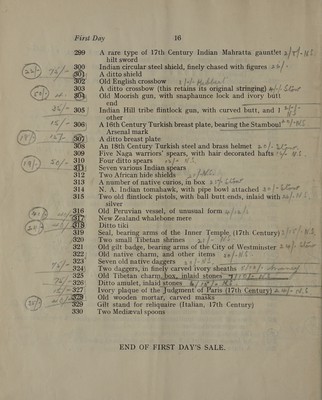 First Day 16
299 A rare type of 17th Century Indian Mahratta gauntlet
hilt sword
300 Indian circular steel shield, finely chased with figures
301 A ditto shield
302 Old English crossbow
303 A ditto crossbow (this retains its original stringing)
304 Old Moorish gun, with snaphaunce lock and ivory butt
end
305 Indian Hill tribe flintlock gun, with curved butt, and 1
other
306 A 16th Century Turkish breast plate, bearing the Stamboul
Arsenal mark
307 A ditto breast plate
308 An 18th Century Turkish steel and brass helmet
309 Five Naga warriors' spears, with hair decorated hafts
310 Four ditto spears
311 Seven various Indian spears
312 Two African hide shields
313 A number of native curios, in box
314 N. A. Indian tomahawk, with pipe bowl attached
315 Two old flintlock pistols, with ball butt ends, inlaid with
silver
316 Old Peruvian vessel, of unusual form
317 New Zealand whalebone mere
318 Ditto tiki
319 Seal, bearing arms of the Inner Temple, (17th Century)
320 Two small Tibetan shrines
321 Old gilt badge, bearing arms of the City of Westminster
322 Old native charm, and other items
323 Seven old native daggers
324 Two daggers, in finely carved ivory sheaths
325 Old Tibetan charm box, inlaid stones
326 Ditto amulet, inlaid stones
327 Ivory plaque of the Judgment of Paris (17th Century)
328 Old wooden mortar, carved masks
329 Gilt stand for reliquaire (Italian, 17th Century)
330 Two Mediæval spoons
END OF FIRST DAY'S SALE.